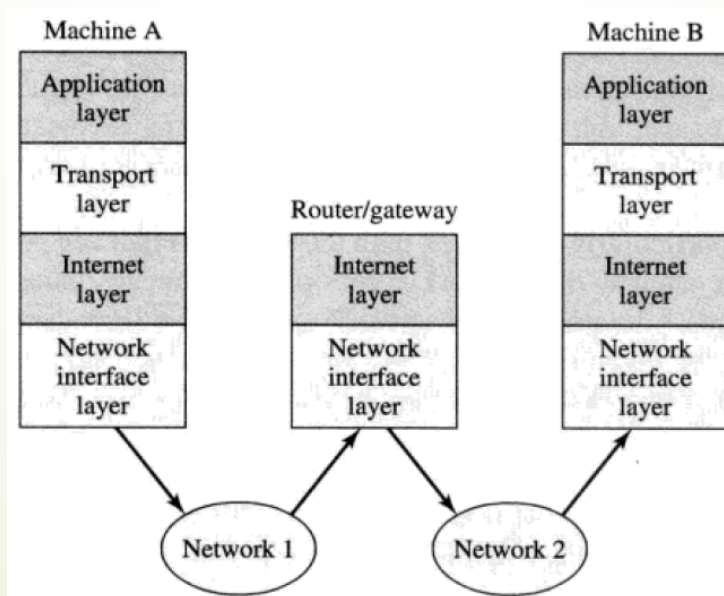 Machine A
Application
layer
Transport
layer
Internet
layer
Network
interface
layer
Router/gateway
Internet
layer
Network
interface
layer
Machine B
Application
layer
Transport
layer
Internet
layer
Network
interface
layer
Network 1
Network 2